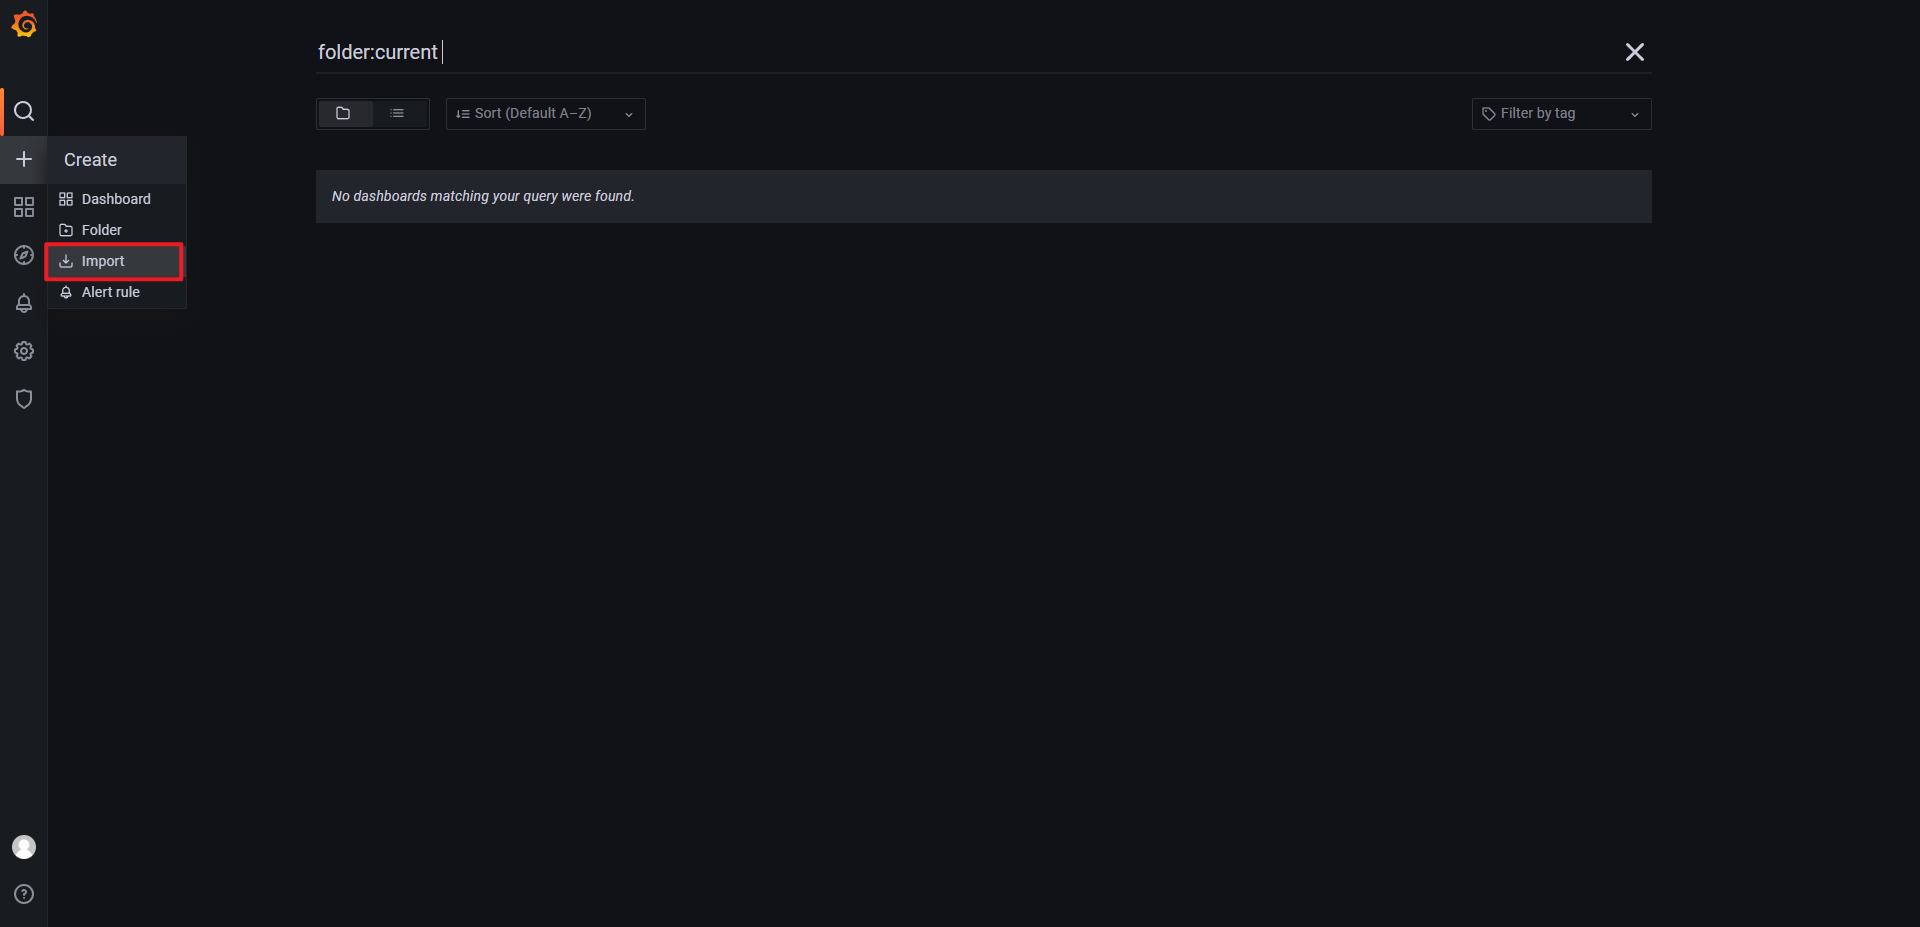 folder:current
Sort (Default A–Z)
Filter by tag
Create
Dashboard
Folder
Import
Alert rule
No dashboards matching your query were found.